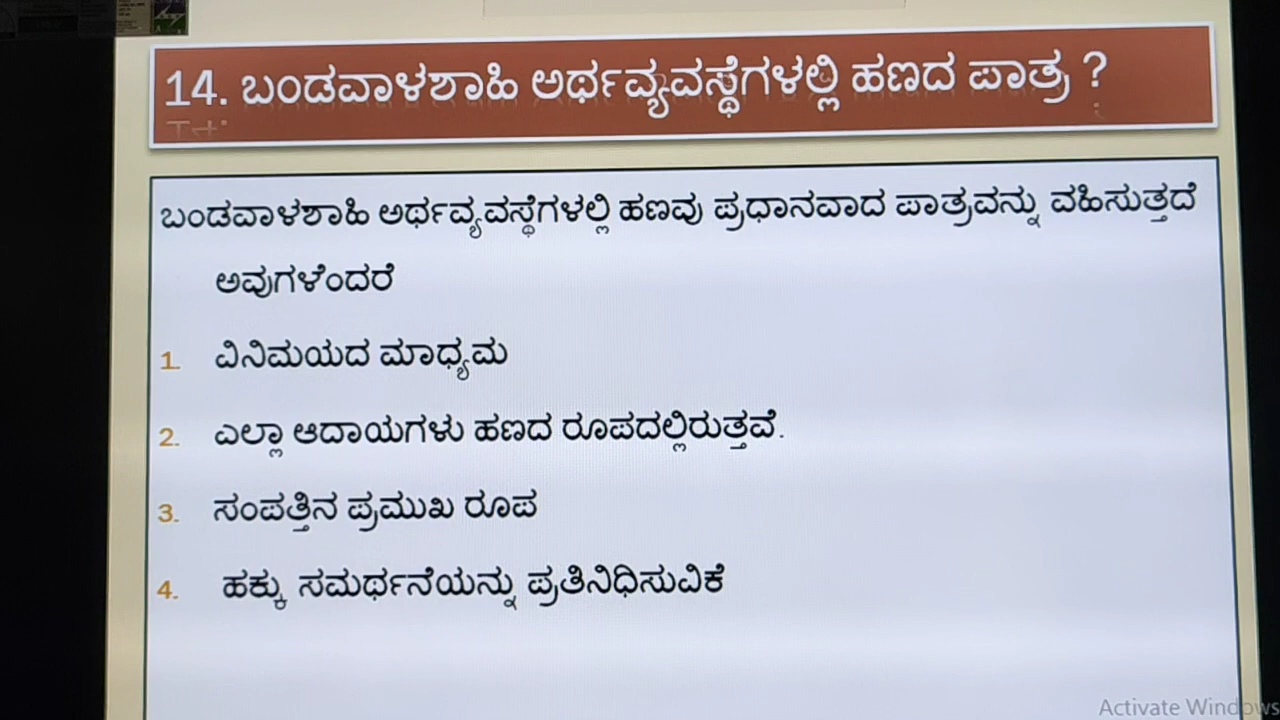 14. ಬಂಡವಾಳಶಾಹಿ ಅರ್ಥವ್ಯವಸ್ಥೆಗಳಲ್ಲಿ ಹಣದ ಪಾತ್ರ ?
ಬಂಡವಾಳಶಾಹಿ ಅರ್ಥವ್ಯವಸ್ಥೆಗಳಲ್ಲಿ ಹಣವು ಪ್ರಧಾನವಾದ ಪಾತ್ರವನ್ನು ವಹಿಸುತ್ತದೆ
ಅವುಗಳೆಂದರೆ
1. ವಿನಿಮಯದ ಮಾಧ್ಯಮ
2. ಎಲ್ಲಾ ಆದಾಯಗಳು ಹಣದ ರೂಪದಲ್ಲಿರುತ್ತವೆ.
3. ಸಂಪತ್ತಿನ ಪ್ರಮುಖ ರೂಪ
4. ಹಕ್ಕು ಸಮರ್ಥನೆಯನ್ನು ಪ್ರತಿನಿಧಿಸುವಿಕೆ
Activate Windows